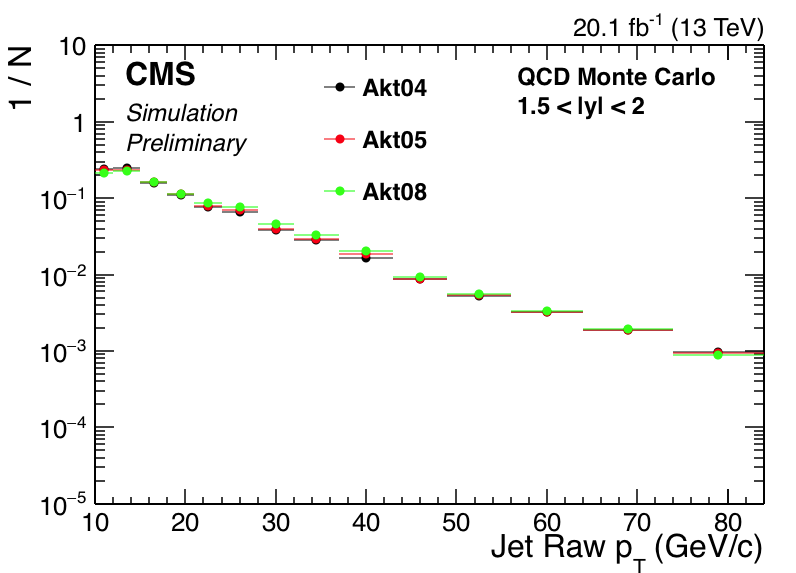 20.1 fb⁻¹ (13 TeV)
1 / N
CMS
Simulation
Preliminary
Akt04
Akt05
Akt08
QCD Monte Carlo
1.5 < |y| < 2
10
1
10⁻¹
10⁻²
10⁻³
10⁻⁴
10⁻⁵
10 20 30 40 50 60 70 80
Jet Raw p_T (GeV/c)